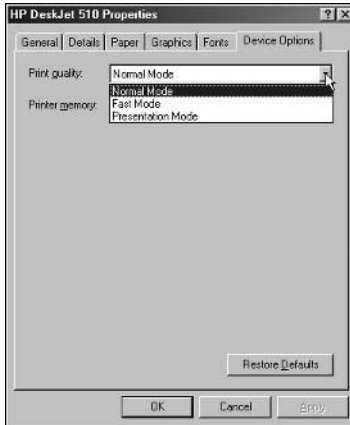 HP DeskJet 510 Properties
General Details Paper Graphics Fonts Device Options
Print quality: Normal Mode
Normal Mode
Printer memory: Fast Mode
Presentation Mode
Restore Defaults
OK Cancel Apply